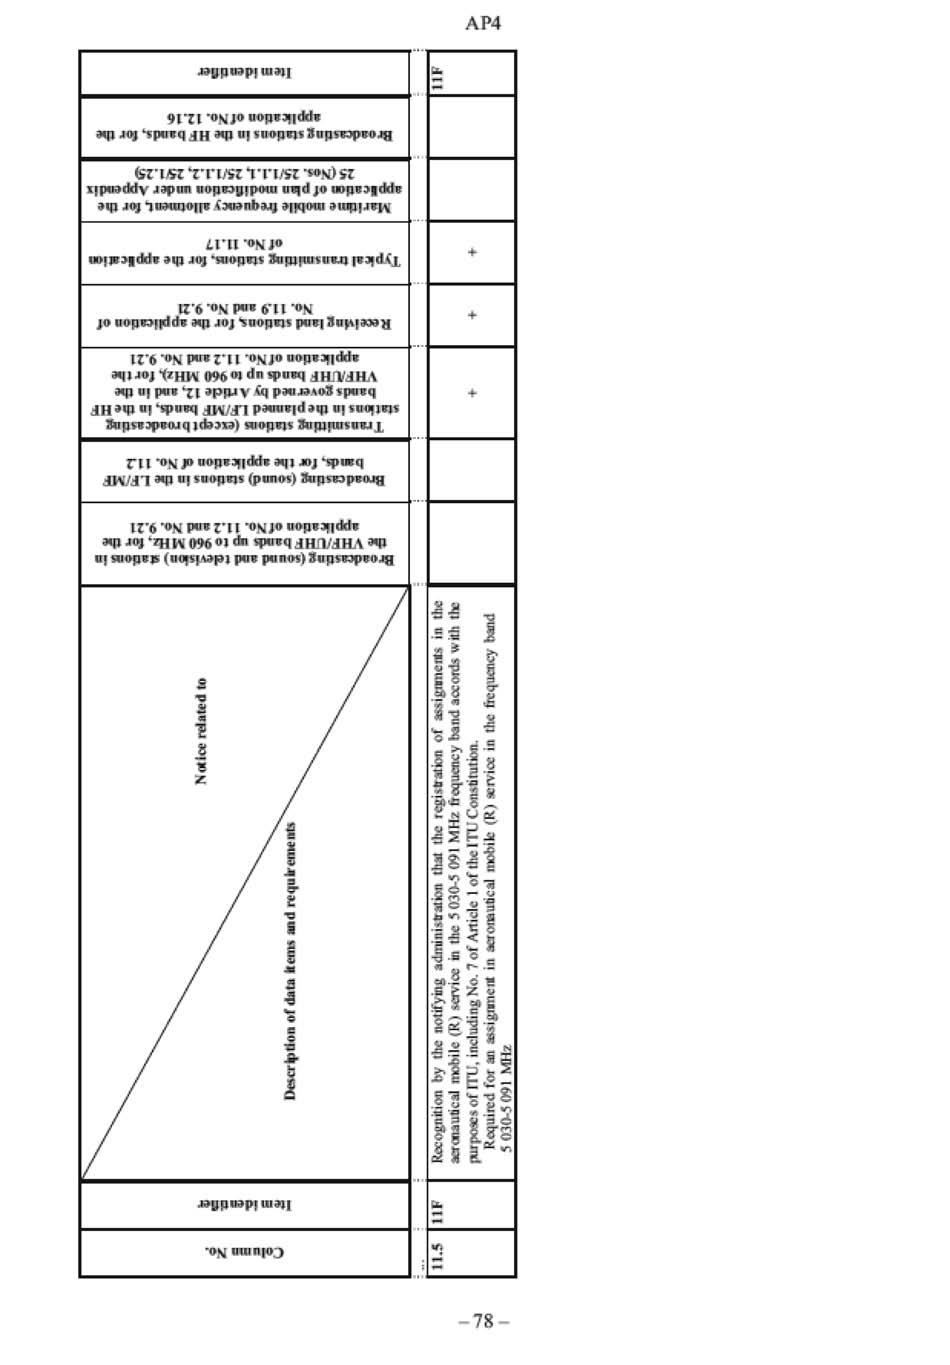 AP4
Column No.
Item identifier
Notice related to
Description of data items and requirements
Broadcasting (sound and television) stations in
the VHF/UHF bands up to 960 MHz, for the
application of No. 11.2 and No. 9.21
Broadcasting (sound) stations in the LF/MF
bands, for the application of No. 11.2
Transmitting stations (except broadcasting
stations in the planned LF/MF bands, in the HF
bands governed by Article 12, and in the
VHF/UHF bands up to 960 MHz), for the
application of No. 11.2 and No. 9.21
Receiving land stations, for the application of
No. 11.9 and No. 9.21
Typical transmitting stations, for the application
of No. 11.17
Maritime mobile frequency allotment, for the
application of plan modification under Appendix
25 (Nos. 25/1.1.1, 25/1.1.2, 25/1.25)
Broadcasting stations in the HF bands, for the
application of No. 12.16
Item identifier
...
11.5
11F
Recognition by the notifying administration that the registration of assignments in the
aeronautical mobile (R) service in the 5 030-5 091 MHz frequency band accords with the
purposes of ITU, including No. 7 of Article 1 of the ITU Constitution.
Required for an assignment in aeronautical mobile (R) service in the frequency band
5 030-5 091 MHz
+
+
+
11F
– 78 –